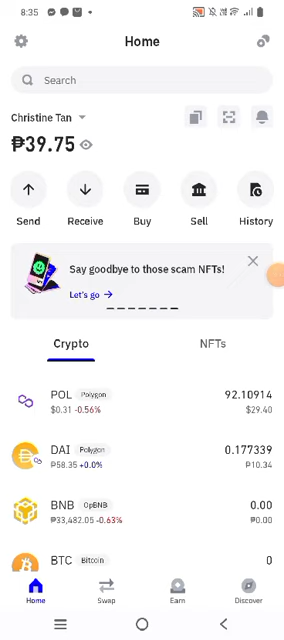 8:35
Home
Search
Christine Tan
₱39.75
Send
Receive
Buy
Sell
History
Say goodbye to those scam NFTs!
Let's go →
Crypto
NFTs
POL Polygon 92.10914
$0.31 -0.56% $29.40
DAI Polygon 0.177339
₱58.35 +0.0% ₱10.34
BNB OpBNB 0.00
₱33,482.05 -0.63% ₱0.00
BTC Bitcoin 0
Home
Swap
Earn
Discover